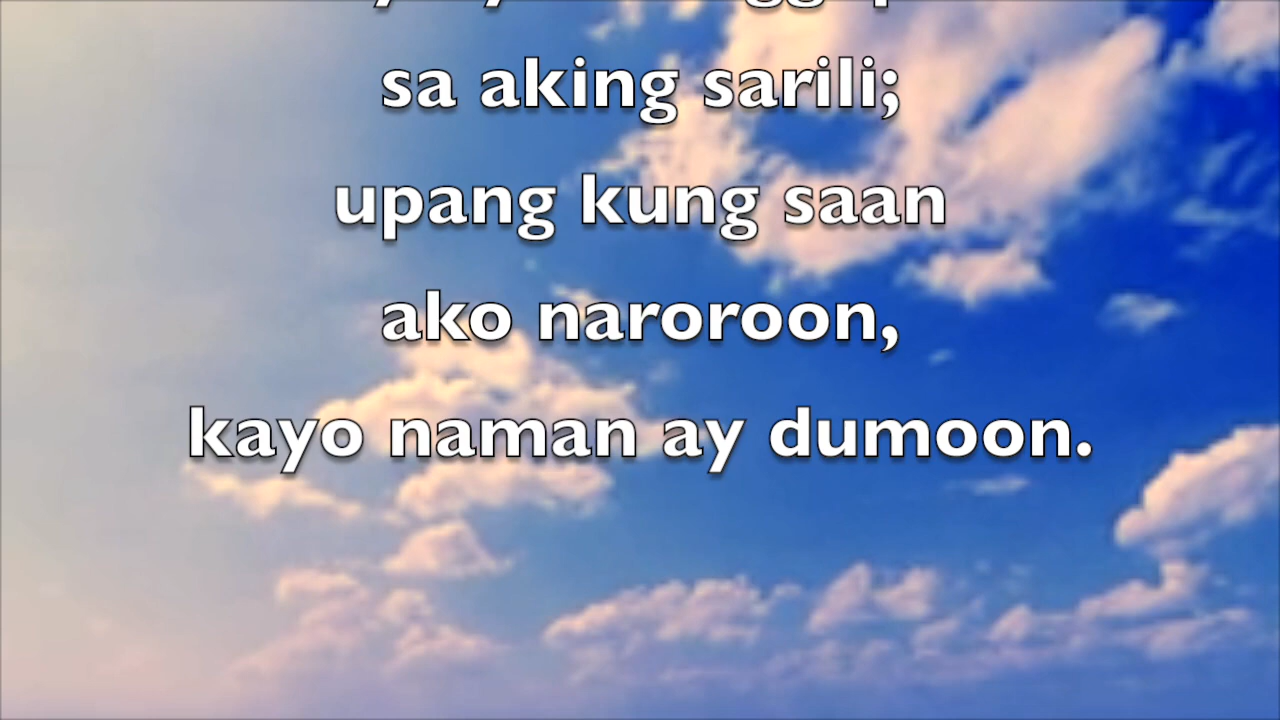 sa aking sarili;
upang kung saan
ako naroroon,
kayo naman ay dumoon.